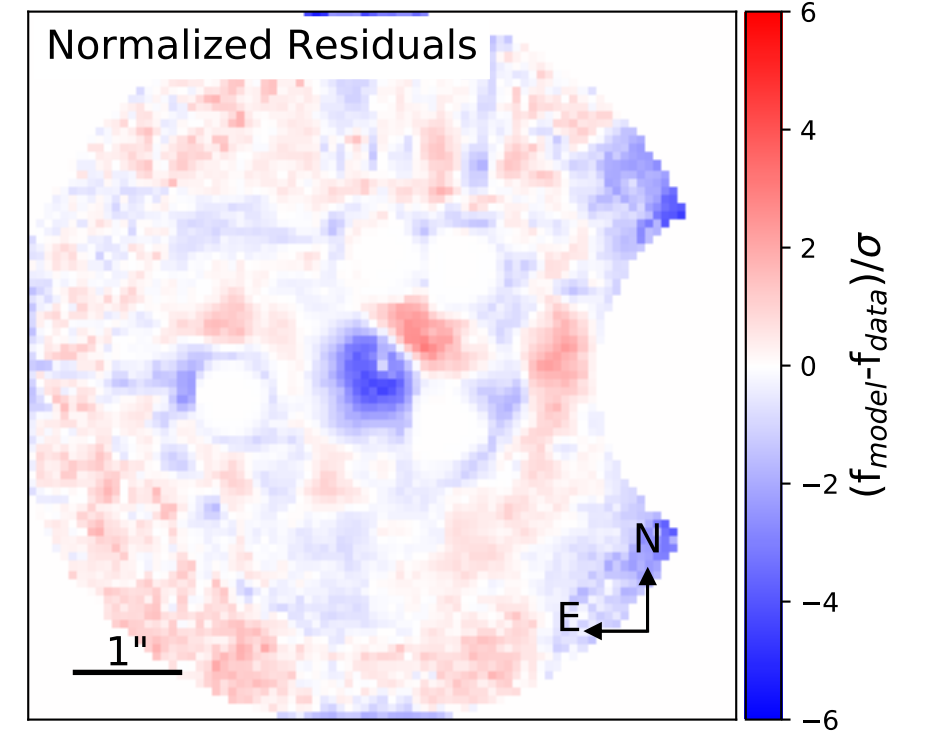 Normalized Residuals
6
4
2
0
−2
−4
−6
(f_model-f_data)/σ
N
E
1"